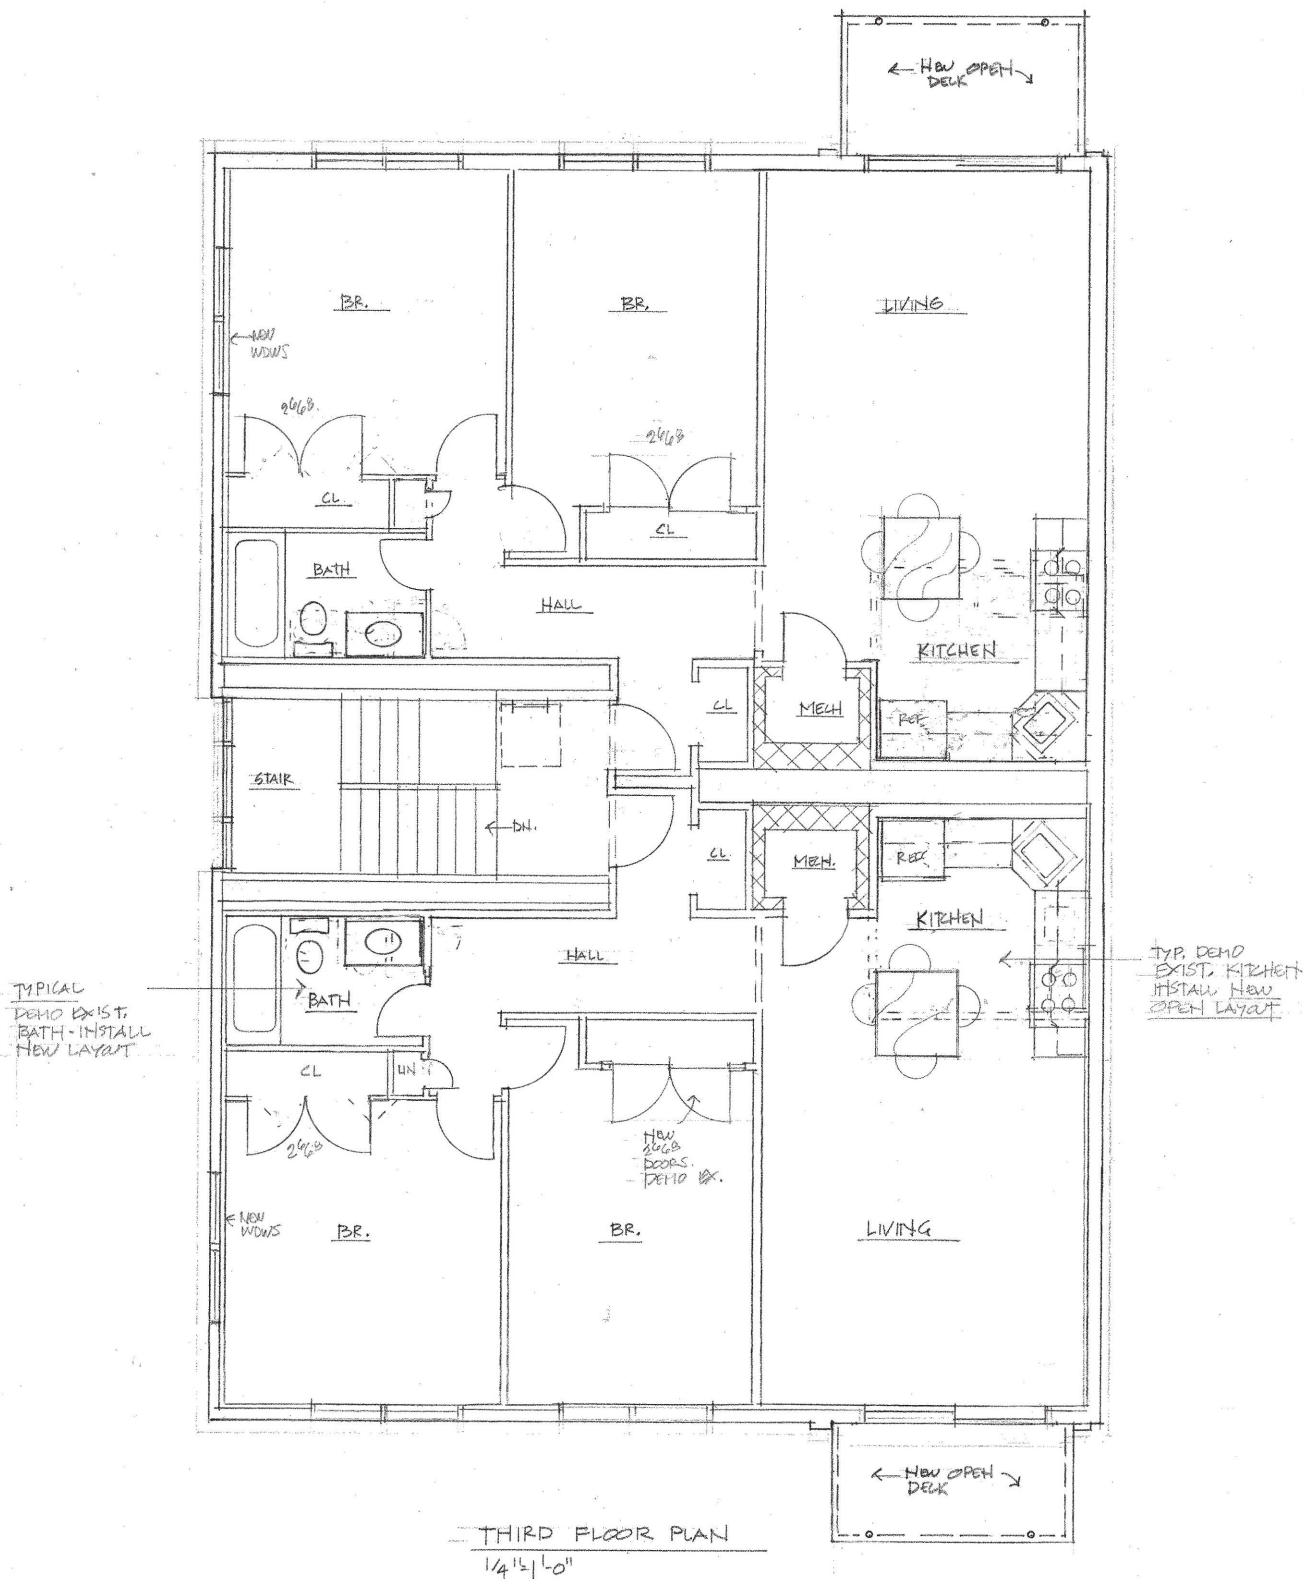 ← NEW OPEN →
DECK
BR.
BR.
LIVING
← NEW
WDWS
2668
2668
CL
CL
BATH
HALL
KITCHEN
CL
MECH
REF.
STAIR
← DN.
CL
MECH.
REF.
KITCHEN
HALL
TYP. DEMO
EXIST. KITCHEN
INSTALL NEW
OPEN LAYOUT
TYPICAL
DEMO EXIST.
BATH - INSTALL
NEW LAYOUT
BATH
CL
LIN
2668
NEW
2668
DOORS.
DEMO EX.
← NEW
WDWS
BR.
BR.
LIVING
← NEW OPEN →
DECK
THIRD FLOOR PLAN
1/4"=1'-0"